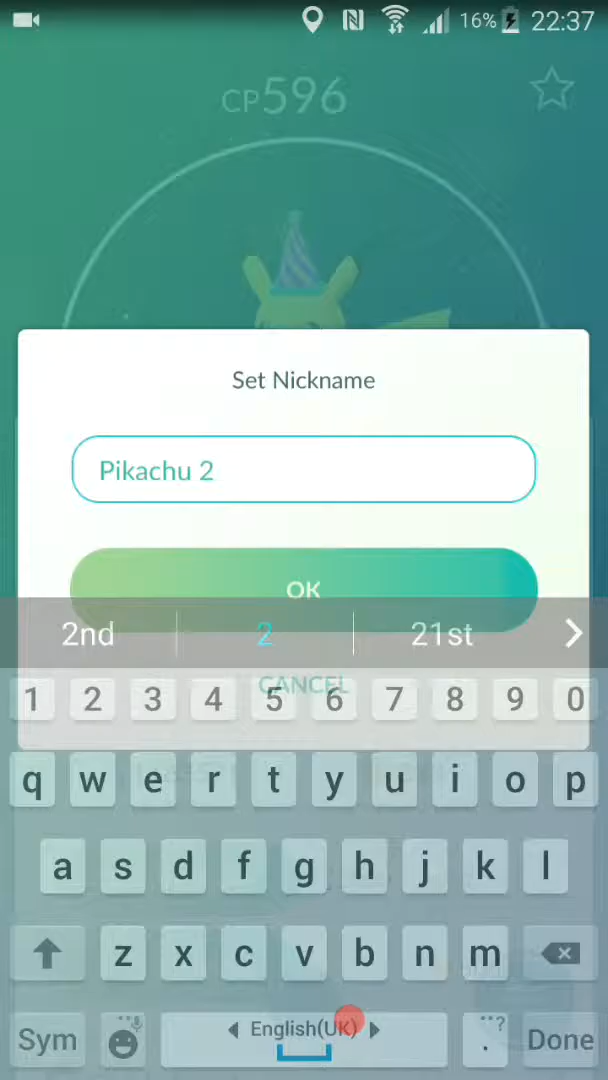 16% 22:37
CP596
Set Nickname
Pikachu 2
OK
2nd 2 21st
CANCEL
1 2 3 4 5 6 7 8 9 0
q w e r t y u i o p
a s d f g h j k l
z x c v b n m
Sym English(UK) . ? Done